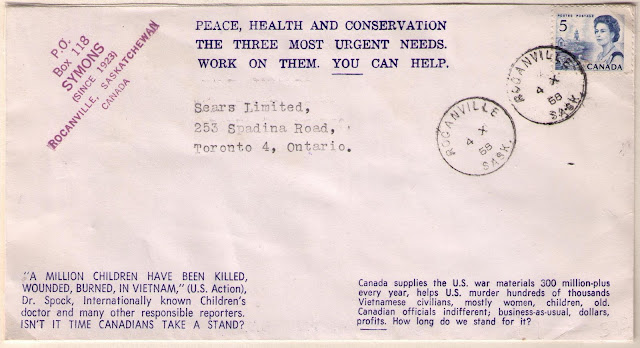 P.O.
Box 118
SYMONS
(SINCE 1923)
ROCANVILLE, SASKATCHEWAN
CANADA
PEACE, HEALTH AND CONSERVATION
THE THREE MOST URGENT NEEDS.
WORK ON THEM. YOU CAN HELP.
POSTES POSTAGE
5
CANADA
ROCANVILLE
4 X
68
SASK.
ROCANVILLE
4 X
68
SASK.
Sears Limited,
253 Spadina Road,
Toronto 4, Ontario.
"A MILLION CHILDREN HAVE BEEN KILLED,
WOUNDED, BURNED, IN VIETNAM," (U.S. Action),
Dr. Spock, Internationally known Children's
doctor and many other responsible reporters.
ISN'T IT TIME CANADIANS TAKE A STAND?
Canada supplies the U.S. war materials 300 million-plus
every year, helps U.S. murder hundreds of thousands
Vietnamese civilians, mostly women, children, old.
Canadian officials indifferent; business-as-usual, dollars,
profits. How long do we stand for it?